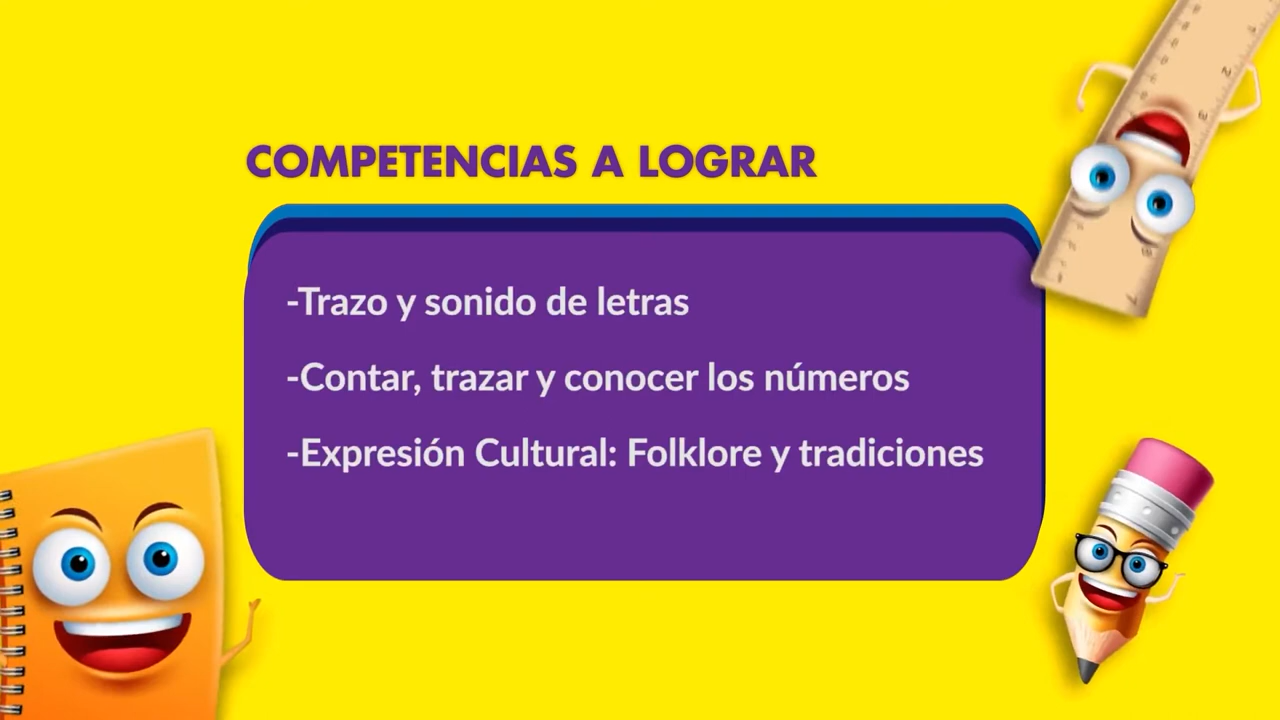 COMPETENCIAS A LOGRAR
-Trazo y sonido de letras
-Contar, trazar y conocer los números
-Expresión Cultural: Folklore y tradiciones